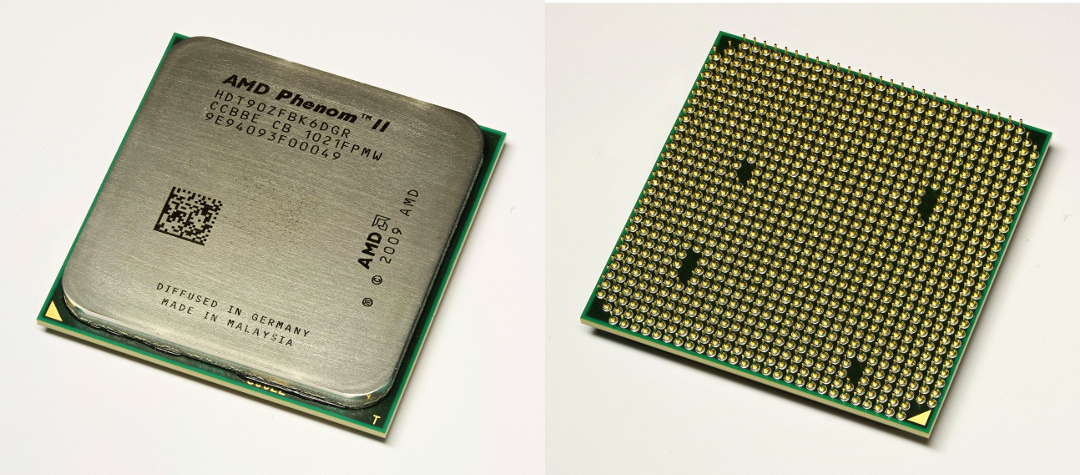 AMD Phenom™ II
HDT90ZFBK6DGR
CCBBE CB 1021FPMW
9E94093F00049
AMD
© 2009 AMD
®
DIFFUSED IN GERMANY
MADE IN MALAYSIA
T